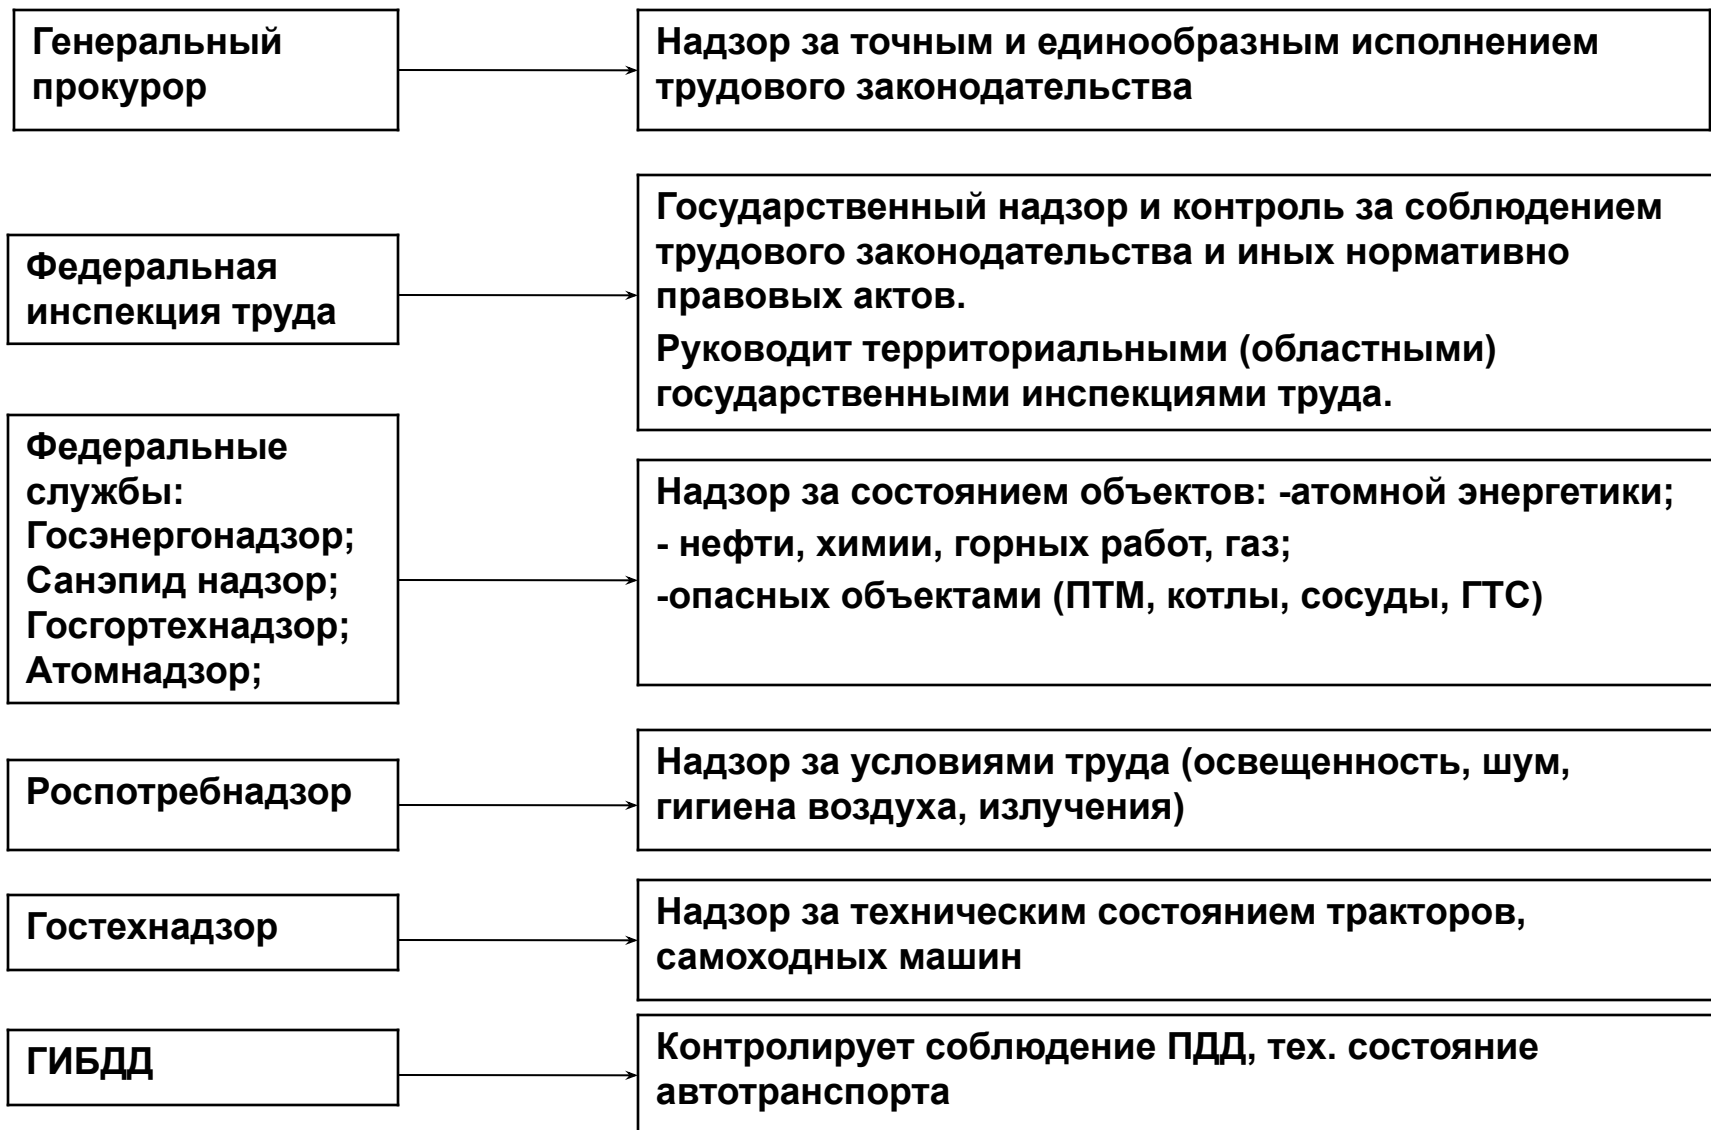 Генеральный
прокурор
Надзор за точным и единообразным исполнением
трудового законодательства
Федеральная
инспекция труда
Государственный надзор и контроль за соблюдением
трудового законодательства и иных нормативно
правовых актов.
Руководит территориальными (областными)
государственными инспекциями труда.
Федеральные
службы:
Госэнергонадзор;
Санэпид надзор;
Госгортехнадзор;
Атомнадзор;
Надзор за состоянием объектов: -атомной энергетики;
- нефти, химии, горных работ, газ;
-опасных объектами (ПТМ, котлы, сосуды, ГТС)
Роспотребнадзор
Надзор за условиями труда (освещенность, шум,
гигиена воздуха, излучения)
Гостехнадзор
Надзор за техническим состоянием тракторов,
самоходных машин
ГИБДД
Контролирует соблюдение ПДД, тех. состояние
автотранспорта